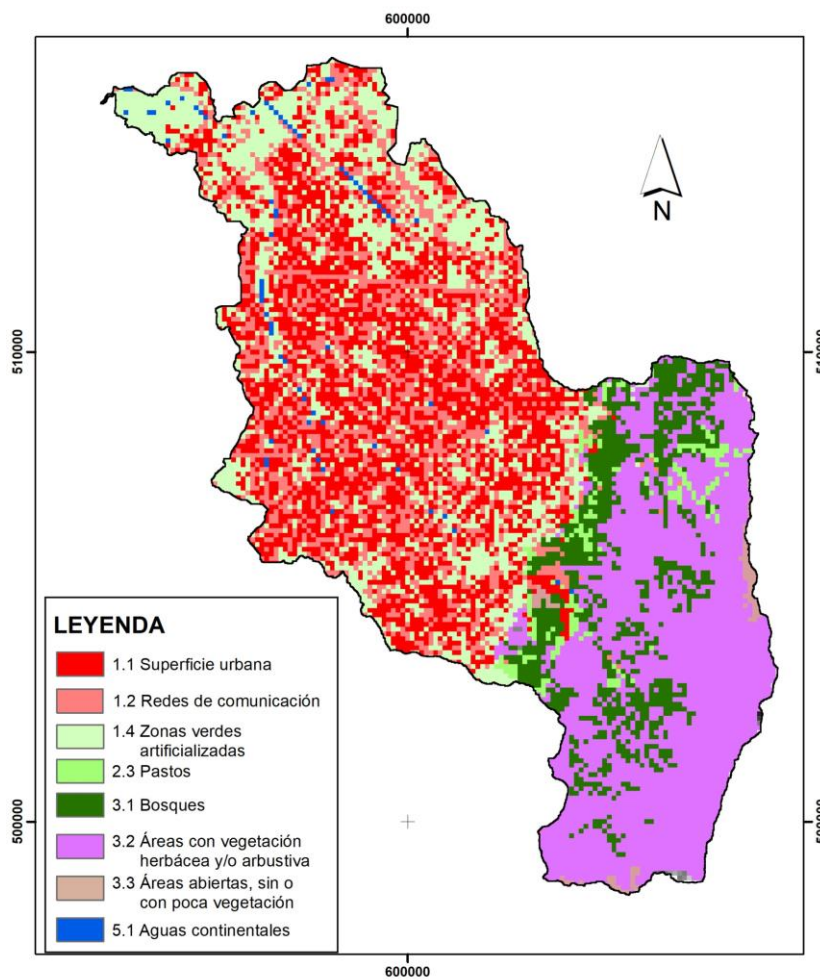 600000
N
510000
510000
LEYENDA
1.1 Superficie urbana
1.2 Redes de comunicación
1.4 Zonas verdes
artificializadas
2.3 Pastos
3.1 Bosques
3.2 Áreas con vegetación
herbácea y/o arbustiva
3.3 Áreas abiertas, sin o
con poca vegetación
5.1 Aguas continentales
500000
500000
600000